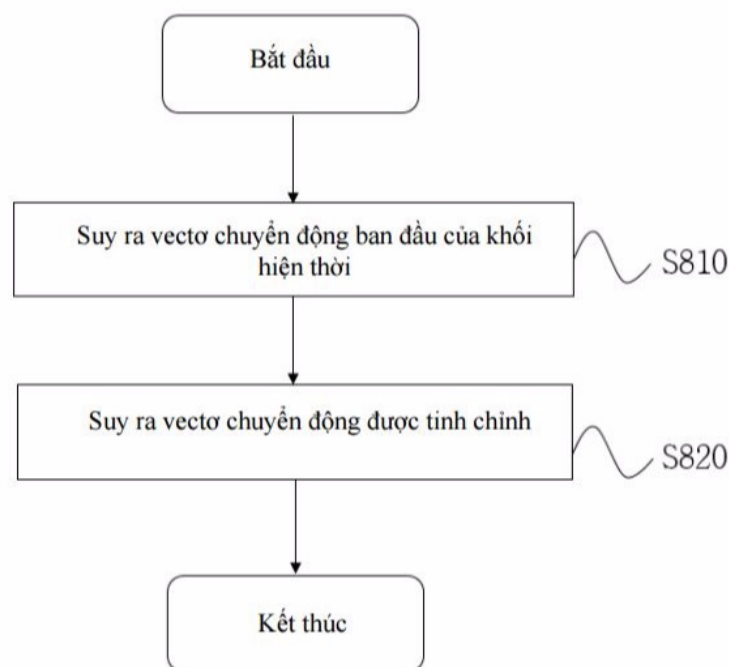 Bắt đầu
Suy ra vectơ chuyển động ban đầu của khối
hiện thời
S810
Suy ra vectơ chuyển động được tinh chỉnh
S820
Kết thúc